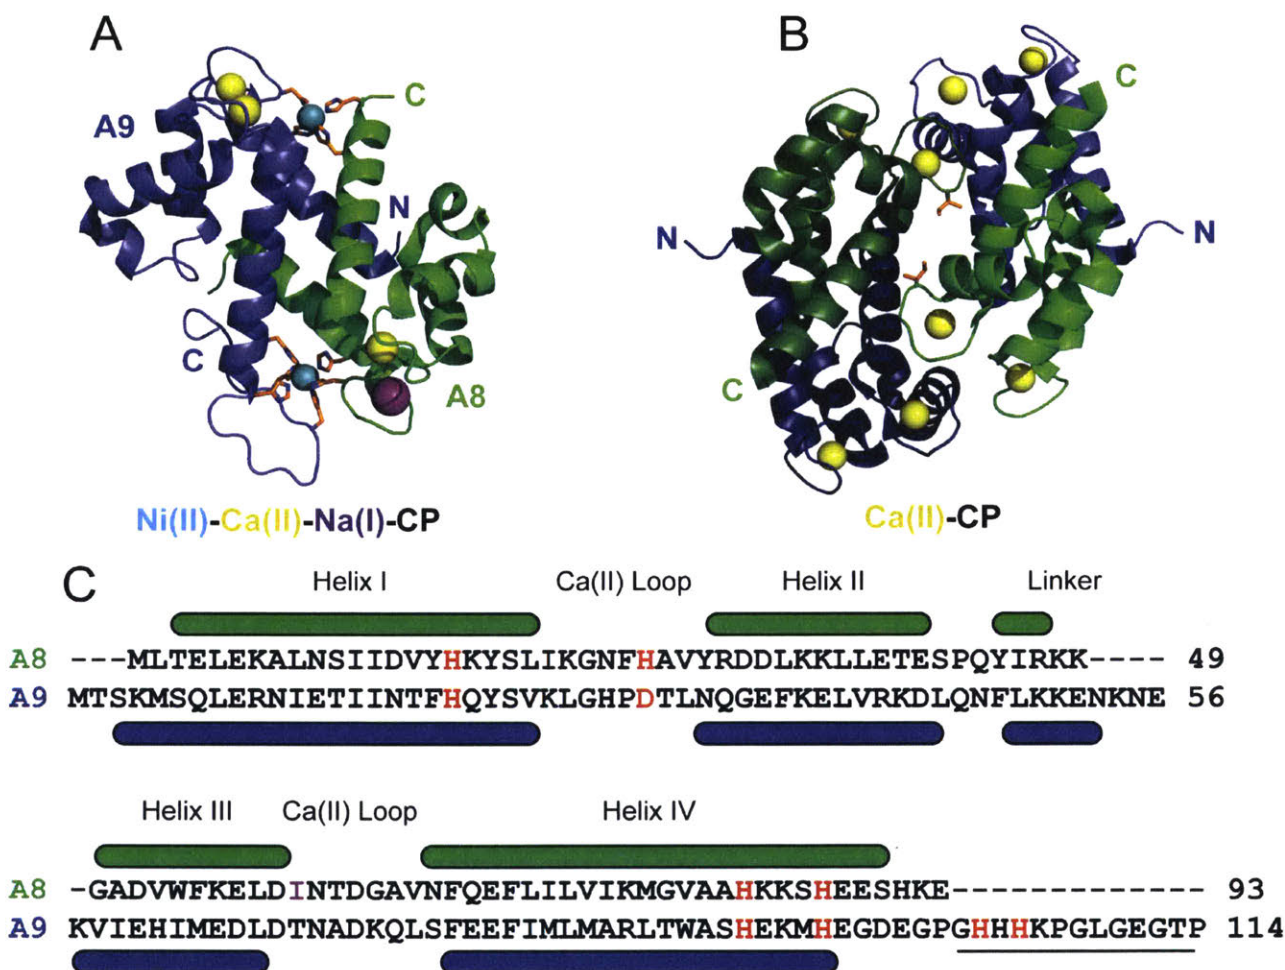 A
B
C
A9
N
C
A8
C
N
N
C
Ni(II)-Ca(II)-Na(I)-CP
Ca(II)-CP
C
Helix I Ca(II) Loop Helix II Linker
A8 ---MLTELEKALNSIIDVYHKYSLIKGNFHAVYRDDLKKLLETESPQYIRKK---- 49
A9 MTSKMSQLERNIETIINTFHQYSVKLGHPDTLNQGEFKELVRKDLQNFLKKENKNE 56
Helix III Ca(II) Loop Helix IV
A8 -GADVWFKELDINTDGAVNFQEFLILVIKMGVAAHKKSHEESHKE------------- 93
A9 KVIEHIMEDLDTNADKQLSFEEFIMLMARLTWASHEKMHEGDEGPGHHHKPGLGEGTP 114